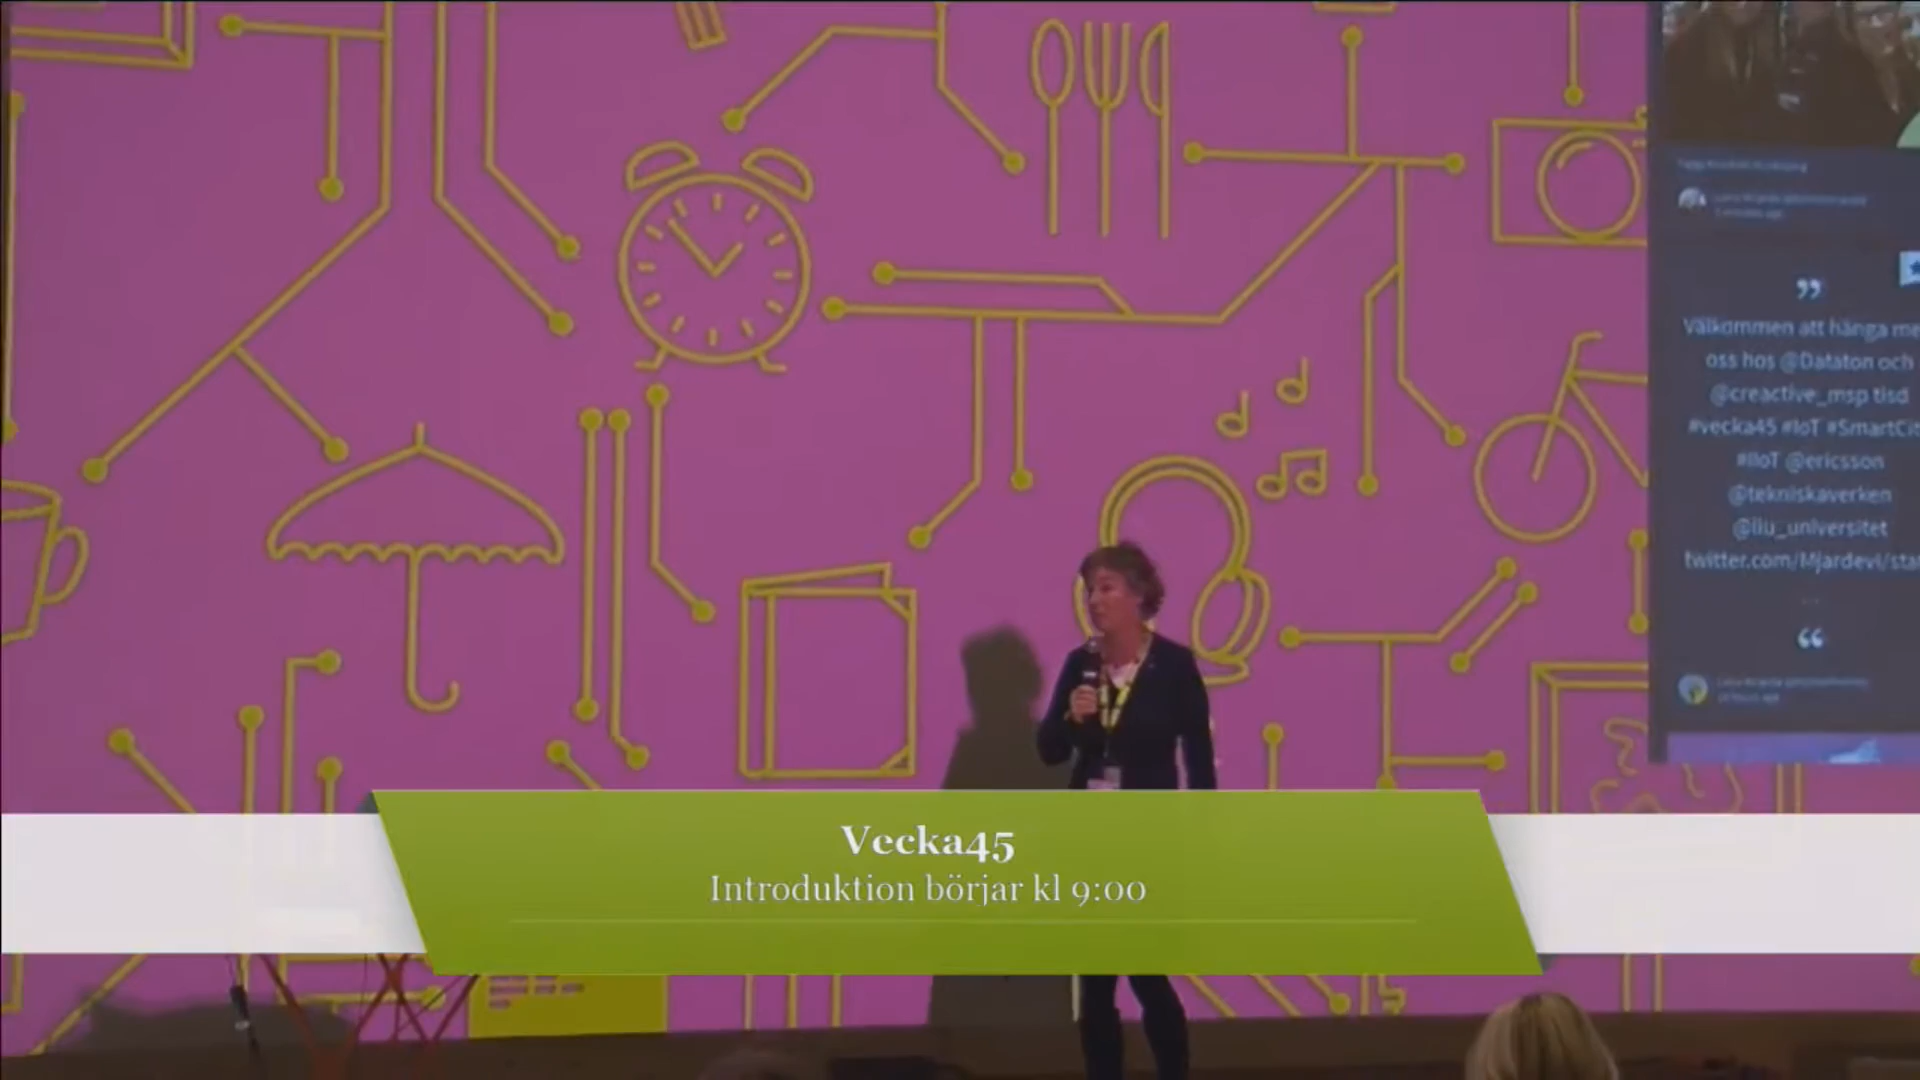 Välkommen att hänga me
oss hos @Dataton och
@creactive_msp tisd
#vecka45 #IoT #SmartCit
#IIoT @ericsson
@tekniskaverken
@liu_universitet
twitter.com/Mjardevi/sta
Vecka45
Introduktion börjar kl 9:00